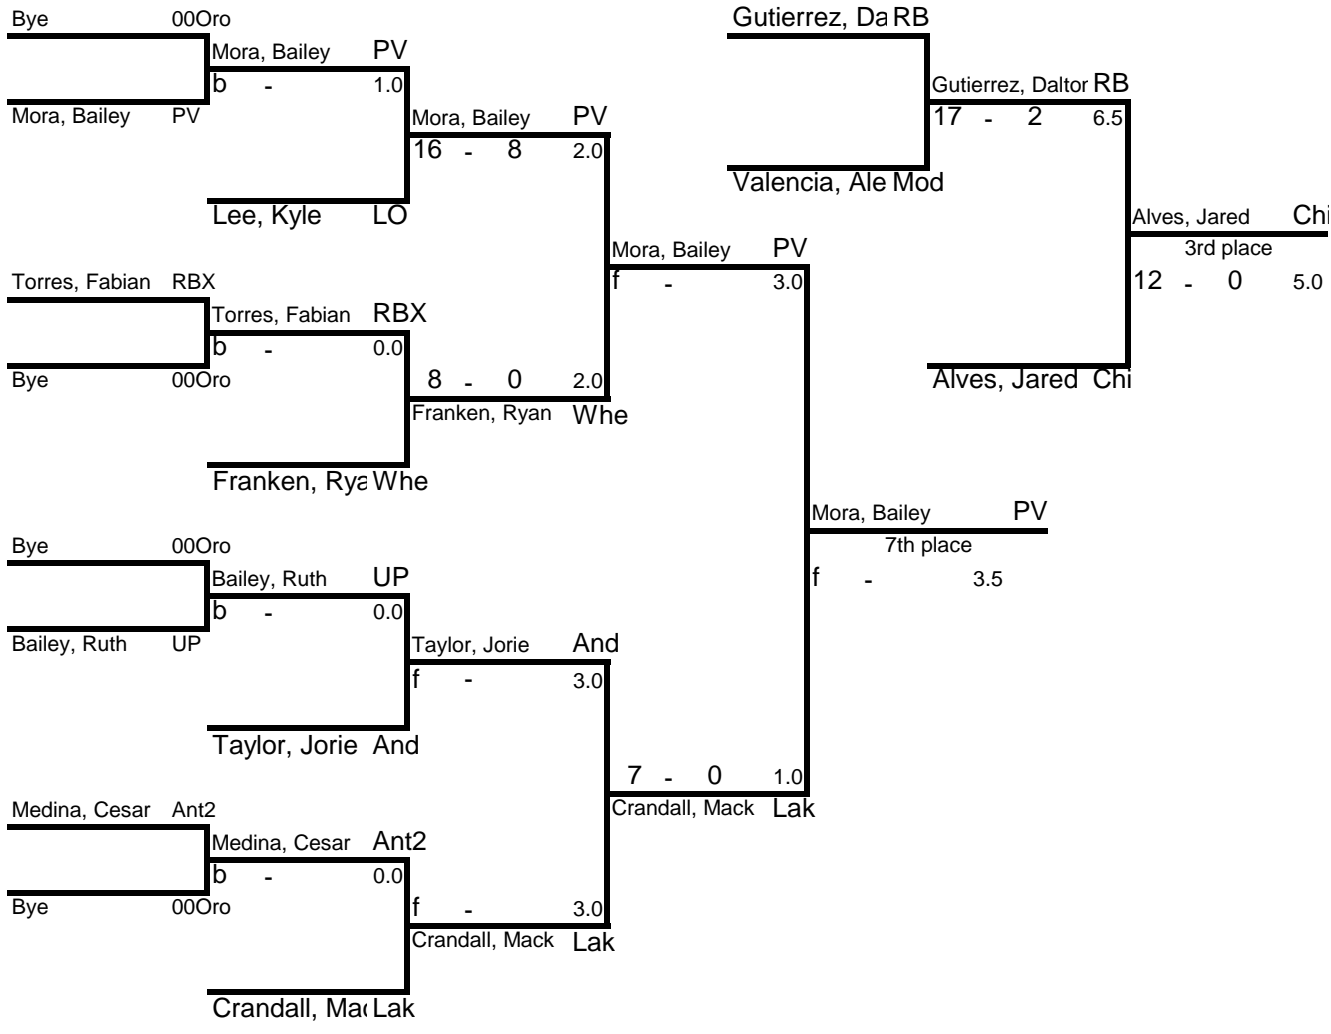 Bye 00Oro
Mora, Bailey PV
b - 1.0
Mora, Bailey PV
Mora, Bailey PV
16 - 8 2.0
Lee, Kyle LO
Mora, Bailey PV
f - 3.0
Torres, Fabian RBX
Torres, Fabian RBX
b - 0.0
Bye 00Oro
8 - 0 2.0
Franken, Ryan Whe
Franken, Rya Whe
Mora, Bailey PV
7th place
f - 3.5
Bye 00Oro
Bailey, Ruth UP
b - 0.0
Bailey, Ruth UP
Taylor, Jorie And
f - 3.0
Taylor, Jorie And
7 - 0 1.0
Crandall, Mack Lak
Medina, Cesar Ant2
Medina, Cesar Ant2
b - 0.0
Bye 00Oro
f - 3.0
Crandall, Mack Lak
Crandall, Mac Lak
Gutierrez, Da RB
Gutierrez, Daltor RB
17 - 2 6.5
Valencia, Ale Mod
Alves, Jared Chi
3rd place
12 - 0 5.0
Alves, Jared Chi